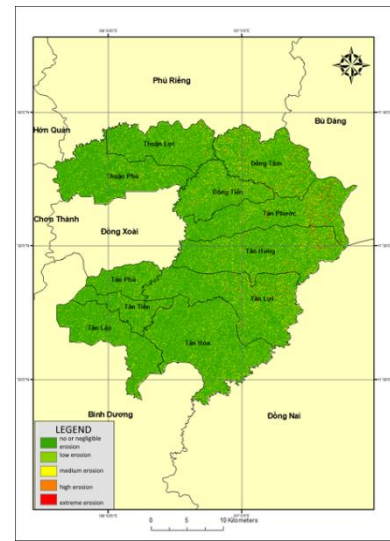 Phú Riềng
Bù Đăng
Hớn Quản
Thuận Lợi
Đồng Tâm
Thuận Phú
Đồng Tiến
Tân Phước
Chơn Thành
Đồng Xoài
Tân Hưng
Tân Phú
Tân Lợi
Tân Tiến
Tân Lập
Tân Hòa
Bình Dương
Đồng Nai
LEGEND
no or negligible
erosion
low erosion
medium erosion
high erosion
extreme erosion
0 5 10 Kilometers